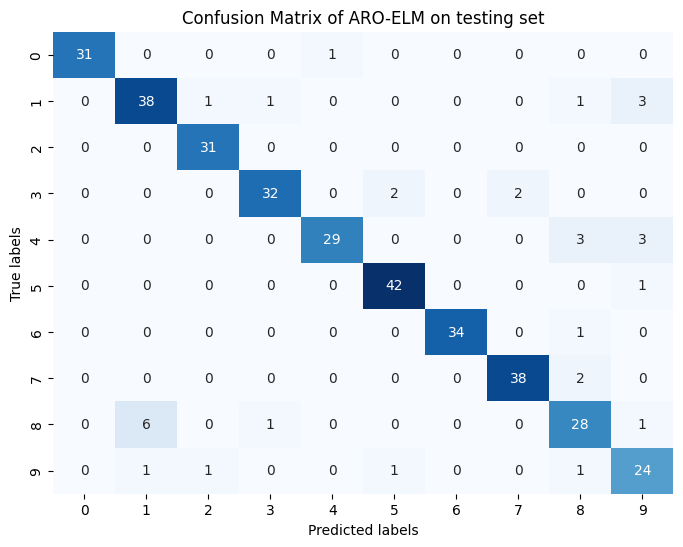 Confusion Matrix of ARO-ELM on testing set
0 31 0 0 0 1 0 0 0 0 0
1 0 38 1 1 0 0 0 0 1 3
2 0 0 31 0 0 0 0 0 0 0
3 0 0 0 32 0 2 0 2 0 0
4 0 0 0 0 29 0 0 0 3 3
True labels
5 0 0 0 0 0 42 0 0 0 1
6 0 0 0 0 0 0 34 0 1 0
7 0 0 0 0 0 0 0 38 2 0
8 0 6 0 1 0 0 0 0 28 1
9 0 1 1 0 0 1 0 0 1 24
0 1 2 3 4 5 6 7 8 9
Predicted labels